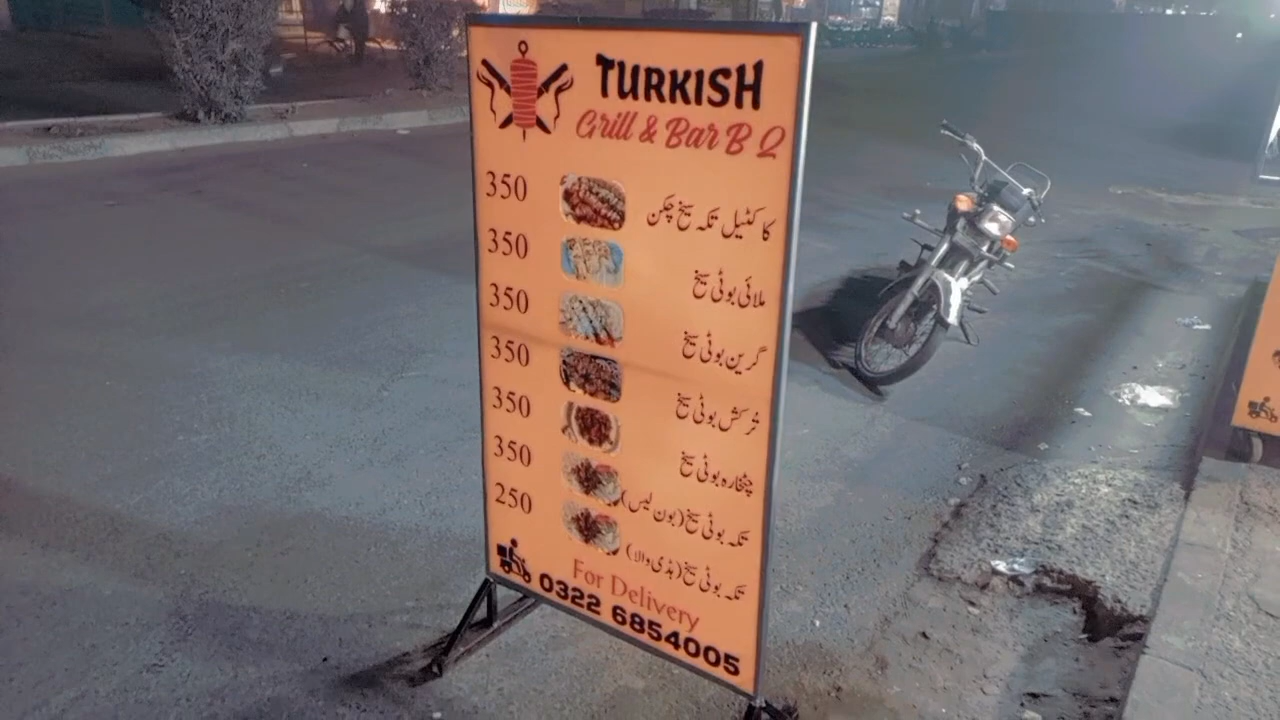 TURKISH
Grill & Bar B Q
350 کاکٹیل تکہ سیخ چکن
350 ملائی بوٹی سیخ
350 گرین بوٹی سیخ
350 ٹرکش بوٹی سیخ
350 چٹخارہ بوٹی سیخ
350 تکہ بوٹی سیخ (بون لیس)
250 تکہ بوٹی سیخ (ہڈی والا)
For Delivery
0322 6854005